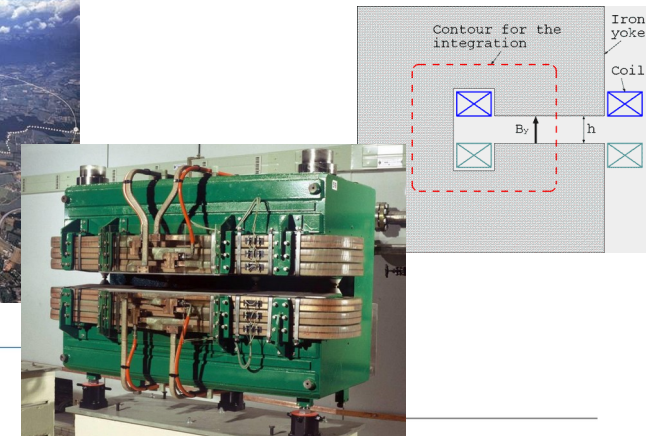 Contour for the
integration
Iron
yoke
Coil
By
h